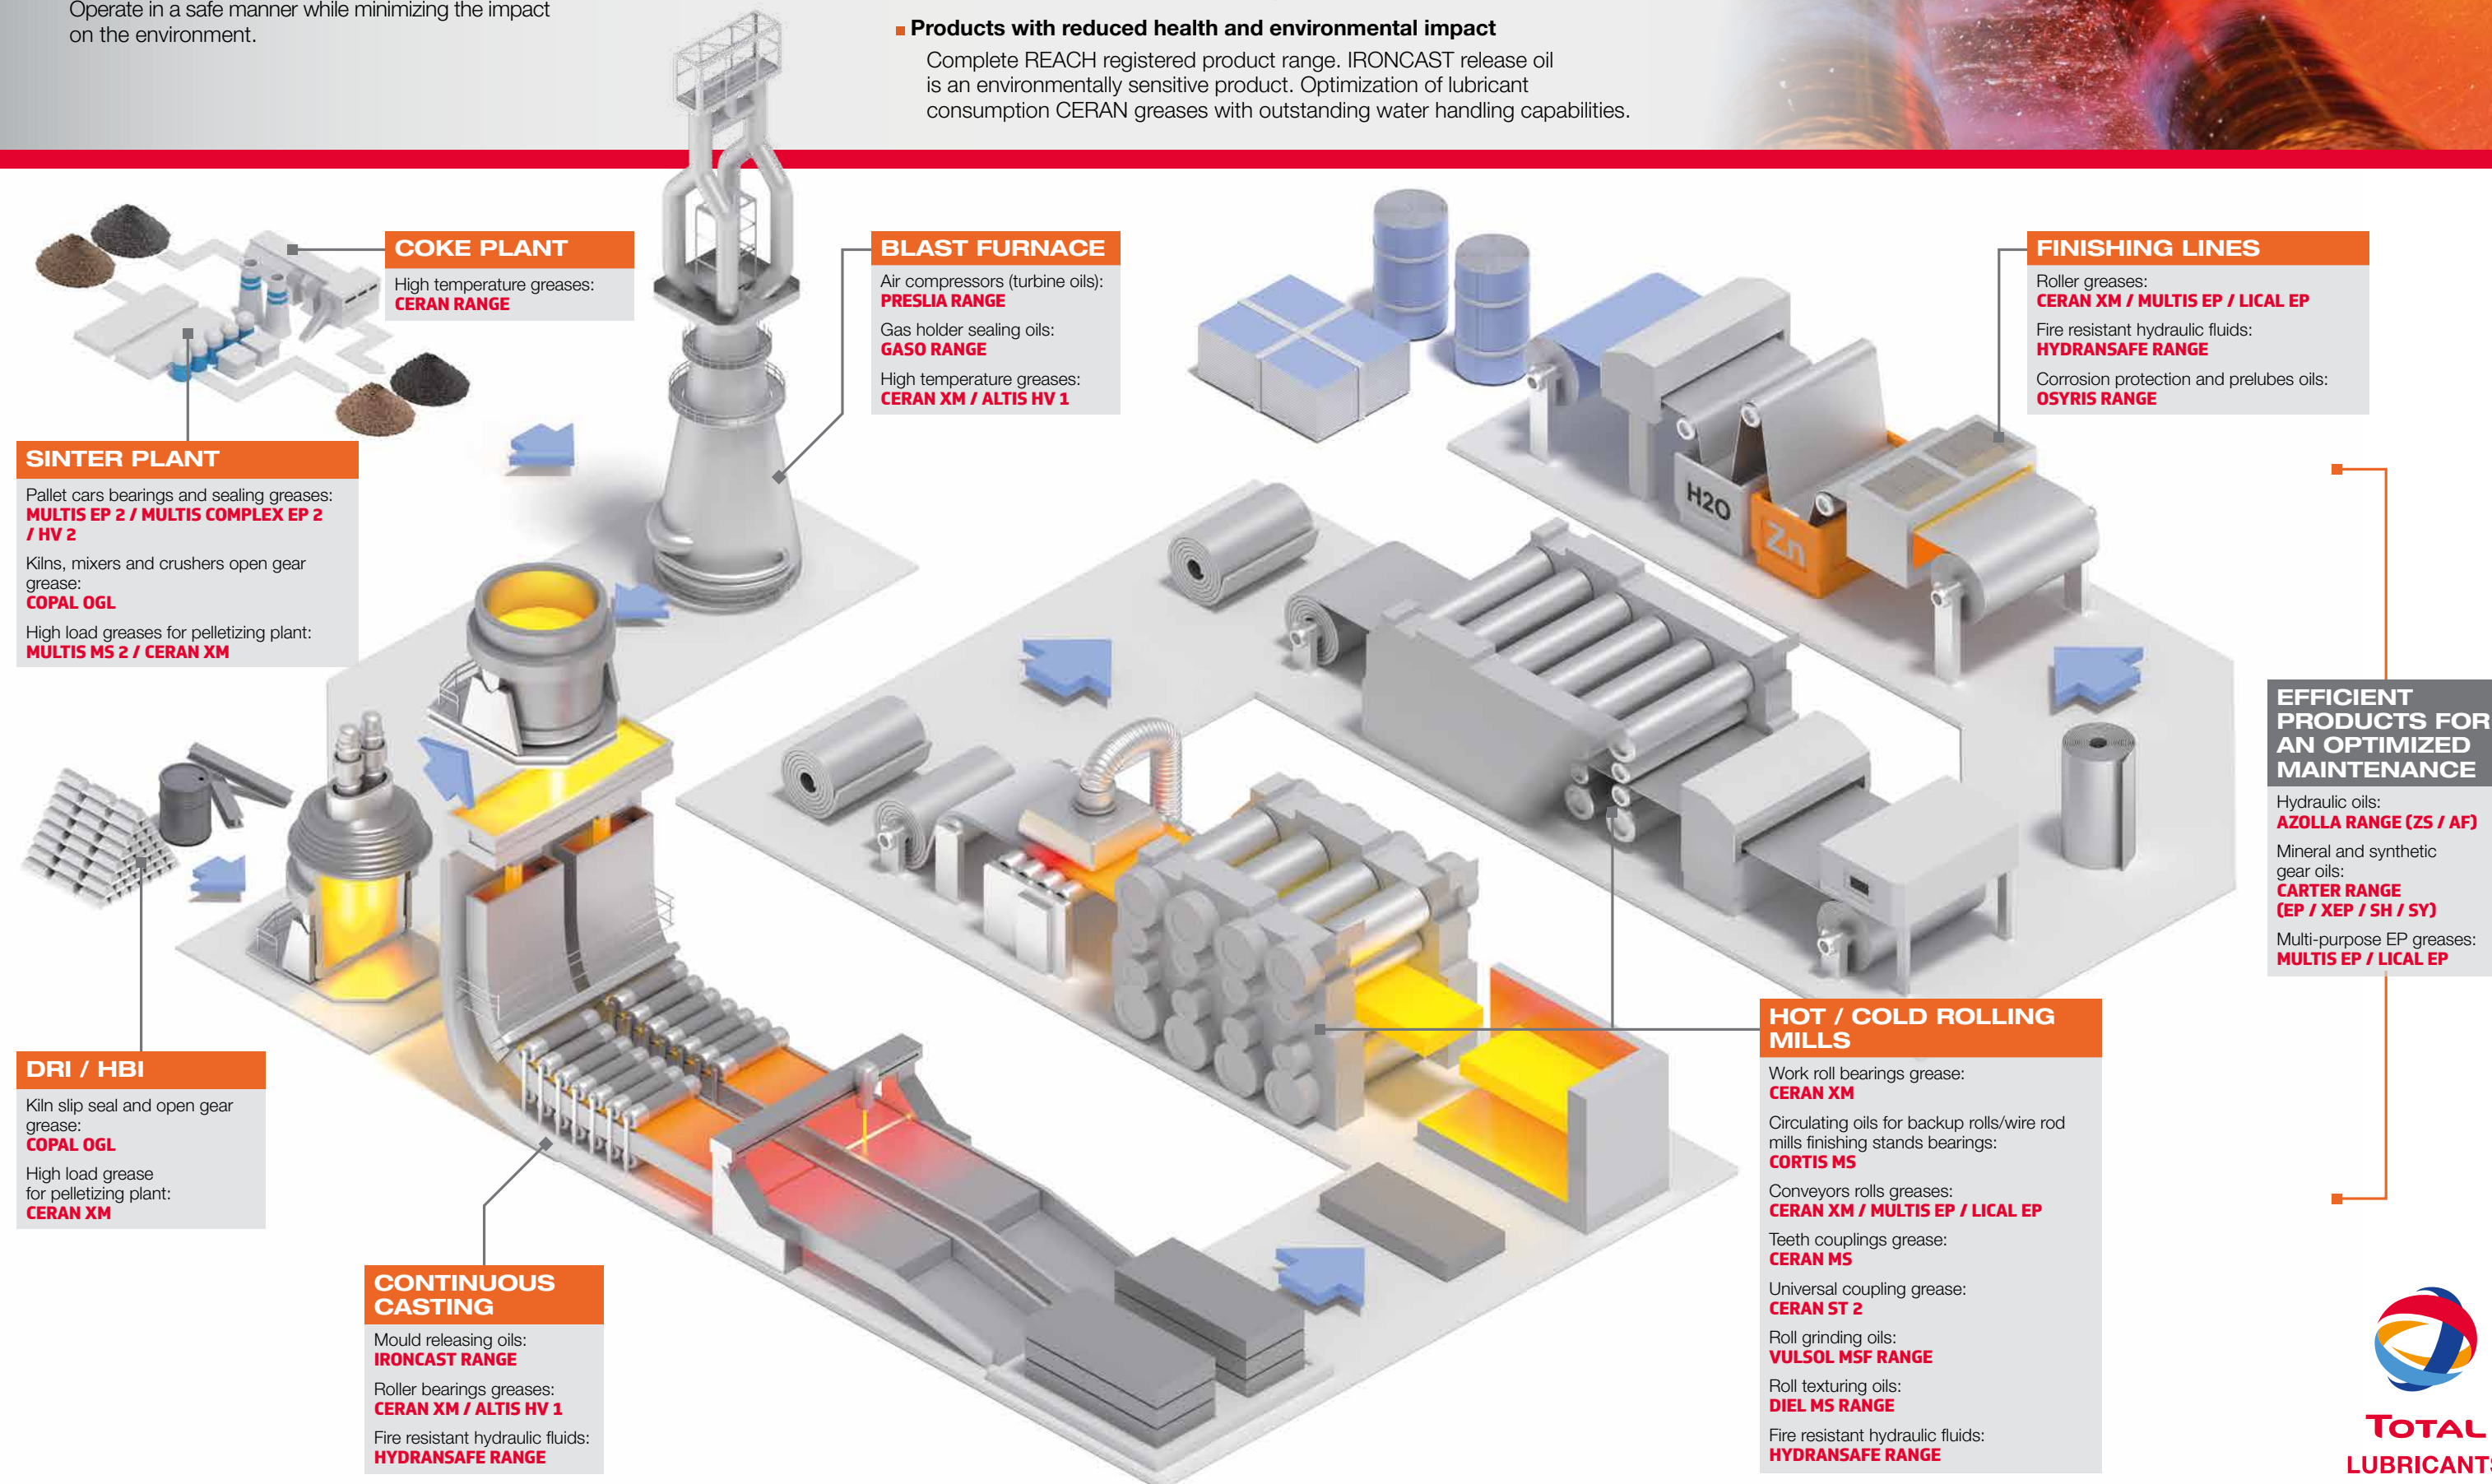 Operate in a safe manner while minimizing the impact
on the environment.
Products with reduced health and environmental impact
Complete REACH registered product range. IRONCAST release oil
is an environmentally sensitive product. Optimization of lubricant
consumption CERAN greases with outstanding water handling capabilities.
COKE PLANT
High temperature greases:
CERAN RANGE
BLAST FURNACE
Air compressors (turbine oils):
PRESLIA RANGE
Gas holder sealing oils:
GASO RANGE
High temperature greases:
CERAN XM / ALTIS HV 1
FINISHING LINES
Roller greases:
CERAN XM / MULTIS EP / LICAL EP
Fire resistant hydraulic fluids:
HYDRANSAFE RANGE
Corrosion protection and prelubes oils:
OSYRIS RANGE
SINTER PLANT
Pallet cars bearings and sealing greases:
MULTIS EP 2 / MULTIS COMPLEX EP 2
/ HV 2
Kilns, mixers and crushers open gear
grease:
COPAL OGL
High load greases for pelletizing plant:
MULTIS MS 2 / CERAN XM
H2O
Zn
EFFICIENT
PRODUCTS FOR
AN OPTIMIZED
MAINTENANCE
Hydraulic oils:
AZOLLA RANGE (ZS / AF)
Mineral and synthetic
gear oils:
CARTER RANGE
(EP / XEP / SH / SY)
Multi-purpose EP greases:
MULTIS EP / LICAL EP
DRI / HBI
Kiln slip seal and open gear
grease:
COPAL OGL
High load grease
for pelletizing plant:
CERAN XM
CONTINUOUS
CASTING
Mould releasing oils:
IRONCAST RANGE
Roller bearings greases:
CERAN XM / ALTIS HV 1
Fire resistant hydraulic fluids:
HYDRANSAFE RANGE
HOT / COLD ROLLING
MILLS
Work roll bearings grease:
CERAN XM
Circulating oils for backup rolls/wire rod
mills finishing stands bearings:
CORTIS MS
Conveyors rolls greases:
CERAN XM / MULTIS EP / LICAL EP
Teeth couplings grease:
CERAN MS
Universal coupling grease:
CERAN ST 2
Roll grinding oils:
VULSOL MSF RANGE
Roll texturing oils:
DIEL MS RANGE
Fire resistant hydraulic fluids:
HYDRANSAFE RANGE
TOTAL
LUBRICANTS